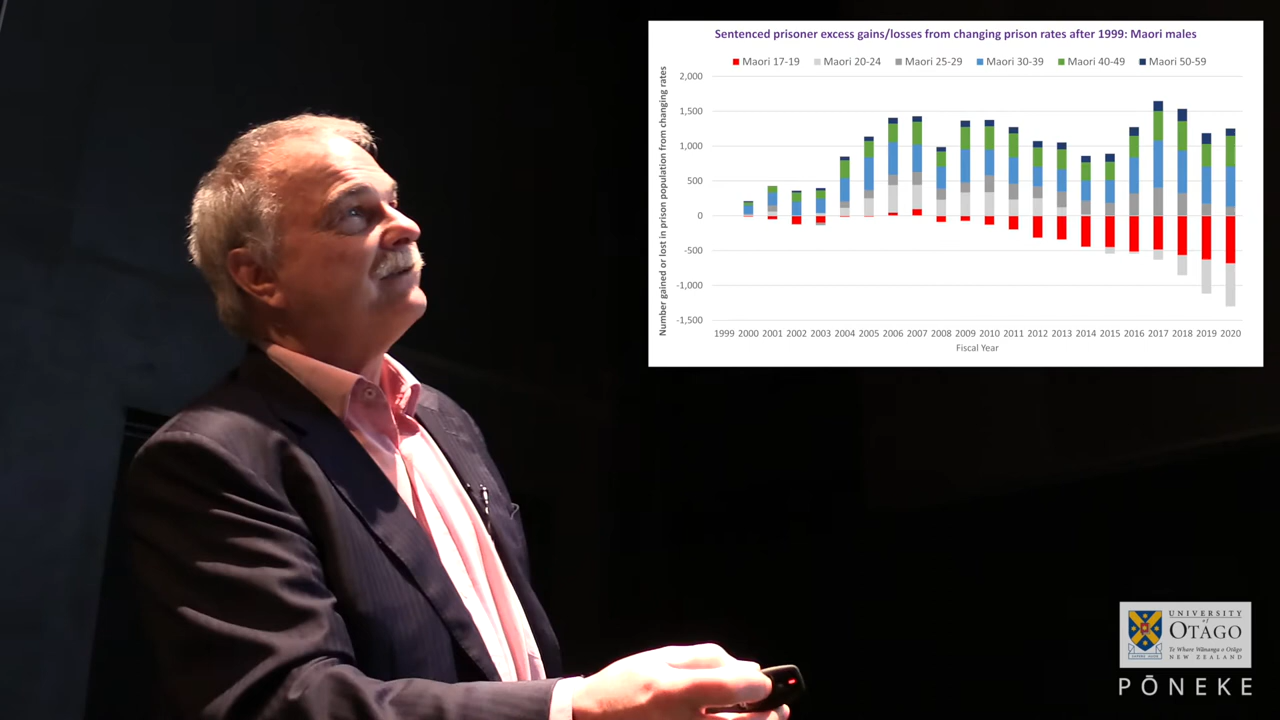 Sentenced prisoner excess gains/losses from changing prison rates after 1999: Maori males
Maori 17-19 Maori 20-24 Maori 25-29 Maori 30-39 Maori 40-49 Maori 50-59
Number gained or lost in prison population from changing rates
2,000
1,500
1,000
500
0
-500
-1,000
-1,500
1999 2000 2001 2002 2003 2004 2005 2006 2007 2008 2009 2010 2011 2012 2013 2014 2015 2016 2017 2018 2019 2020
Fiscal Year
UNIVERSITY
of
OTAGO
Te Whare Wānanga o Otāgo
NEW ZEALAND
PŌNEKE